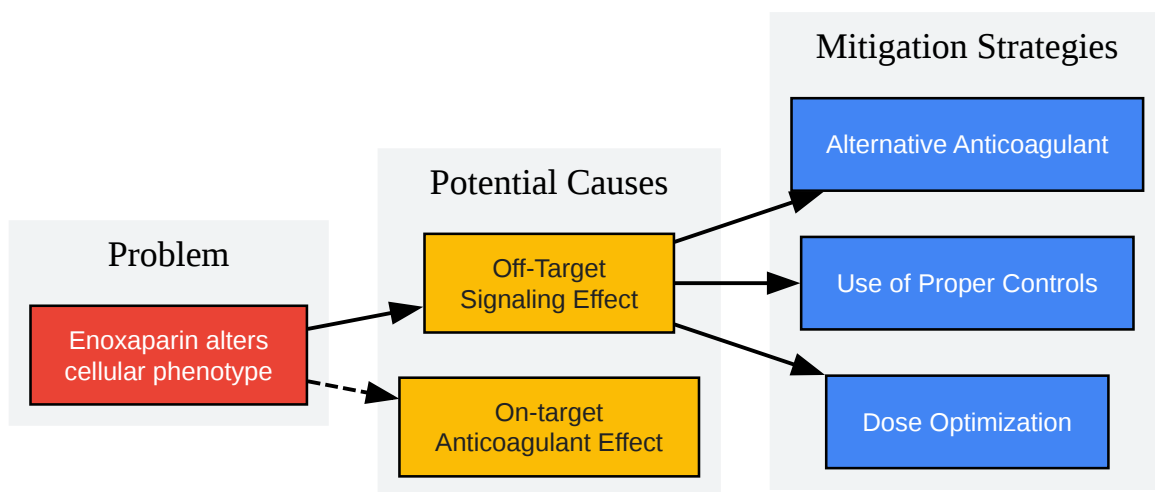 Problem
Enoxaparin alters
cellular phenotype
Potential Causes
Off-Target
Signaling Effect
On-target
Anticoagulant Effect
Mitigation Strategies
Alternative Anticoagulant
Use of Proper Controls
Dose Optimization